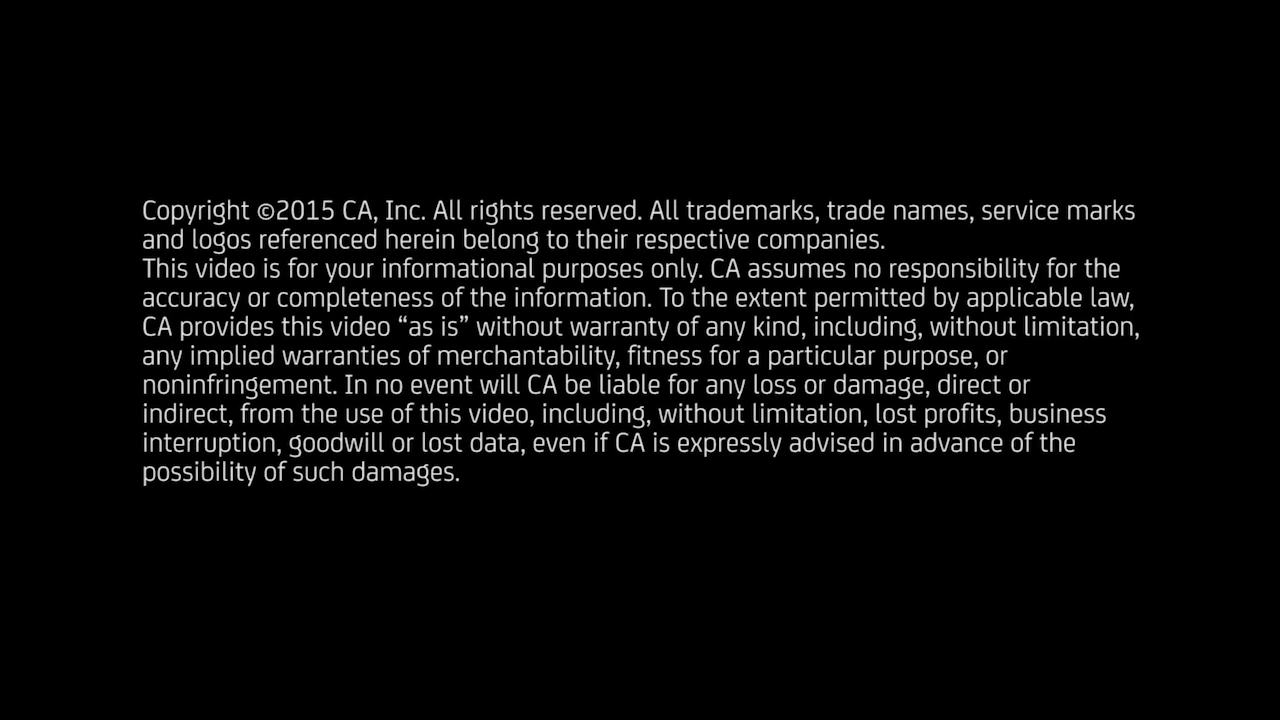 Copyright ©2015 CA, Inc. All rights reserved. All trademarks, trade names, service marks
and logos referenced herein belong to their respective companies.
This video is for your informational purposes only. CA assumes no responsibility for the
accuracy or completeness of the information. To the extent permitted by applicable law,
CA provides this video “as is” without warranty of any kind, including, without limitation,
any implied warranties of merchantability, fitness for a particular purpose, or
noninfringement. In no event will CA be liable for any loss or damage, direct or
indirect, from the use of this video, including, without limitation, lost profits, business
interruption, goodwill or lost data, even if CA is expressly advised in advance of the
possibility of such damages.